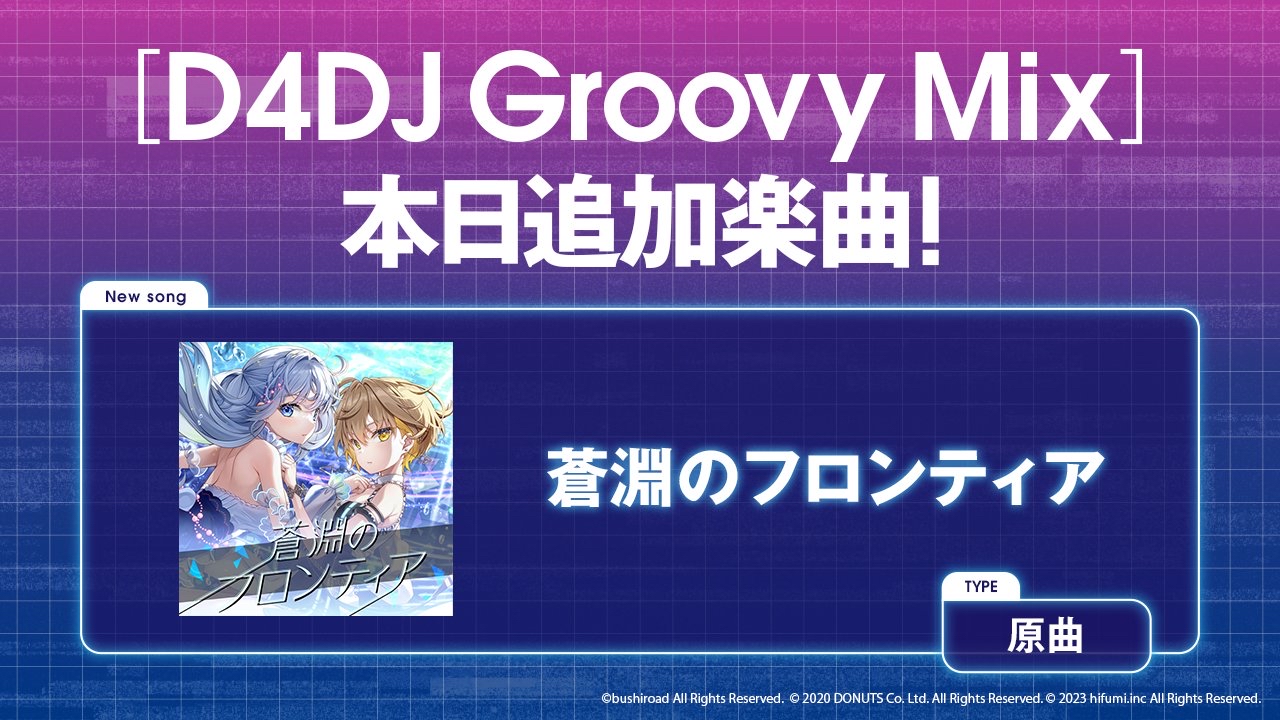 [D4DJ Groovy Mix]
本日追加楽曲!
New song
蒼淵の
フロンティア
蒼淵のフロンティア
TYPE
原曲
©bushiroad All Rights Reserved. © 2020 DONUTS Co. Ltd. All Rights Reserved. © 2023 hifumi.inc All Rights Reserved.